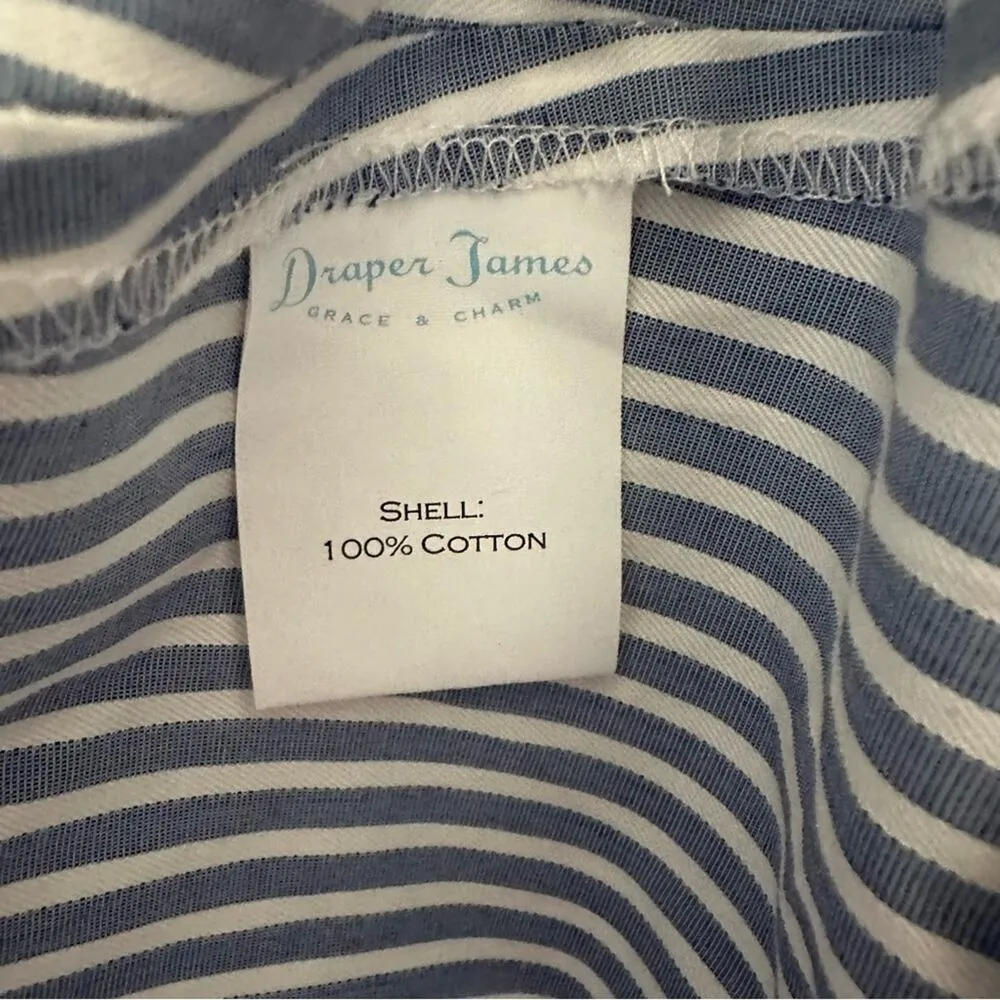 Draper James
GRACE & CHARM
SHELL:
100% COTTON